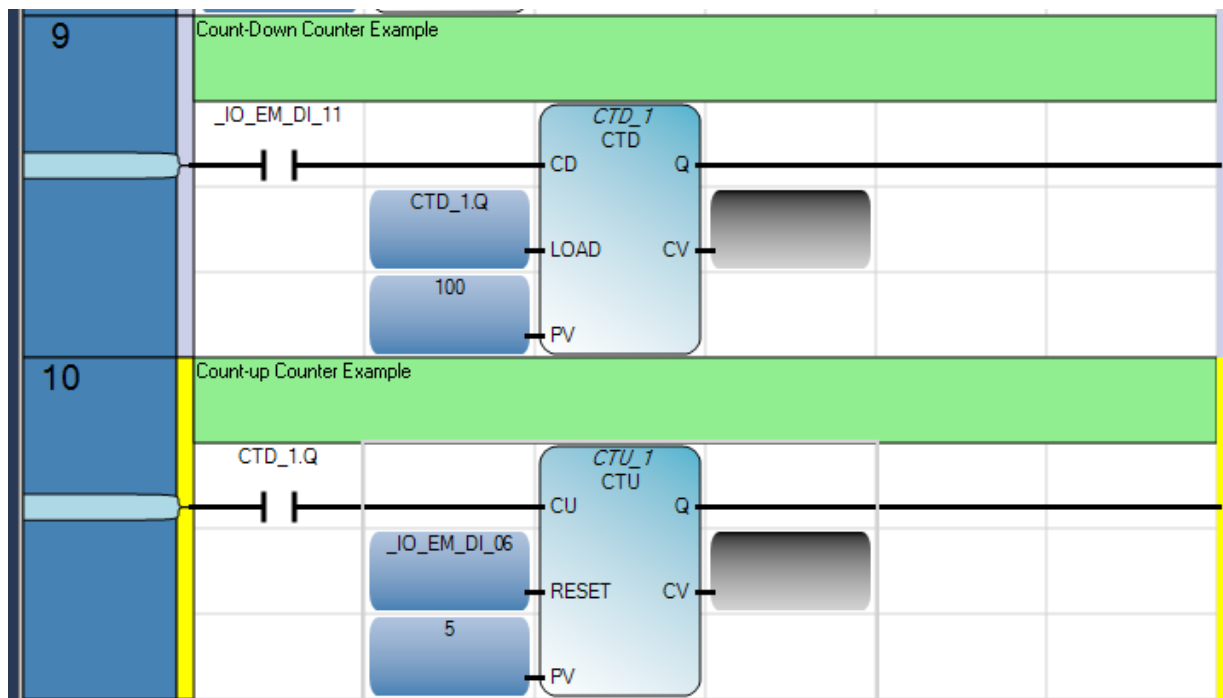 9
Count-Down Counter Example
_IO_EM_DI_11
CTD_1
CTD
CD Q
CTD_1.Q
LOAD CV
100
PV
10
Count-up Counter Example
CTD_1.Q
CTU_1
CTU
CU Q
_IO_EM_DI_06
RESET CV
5
PV